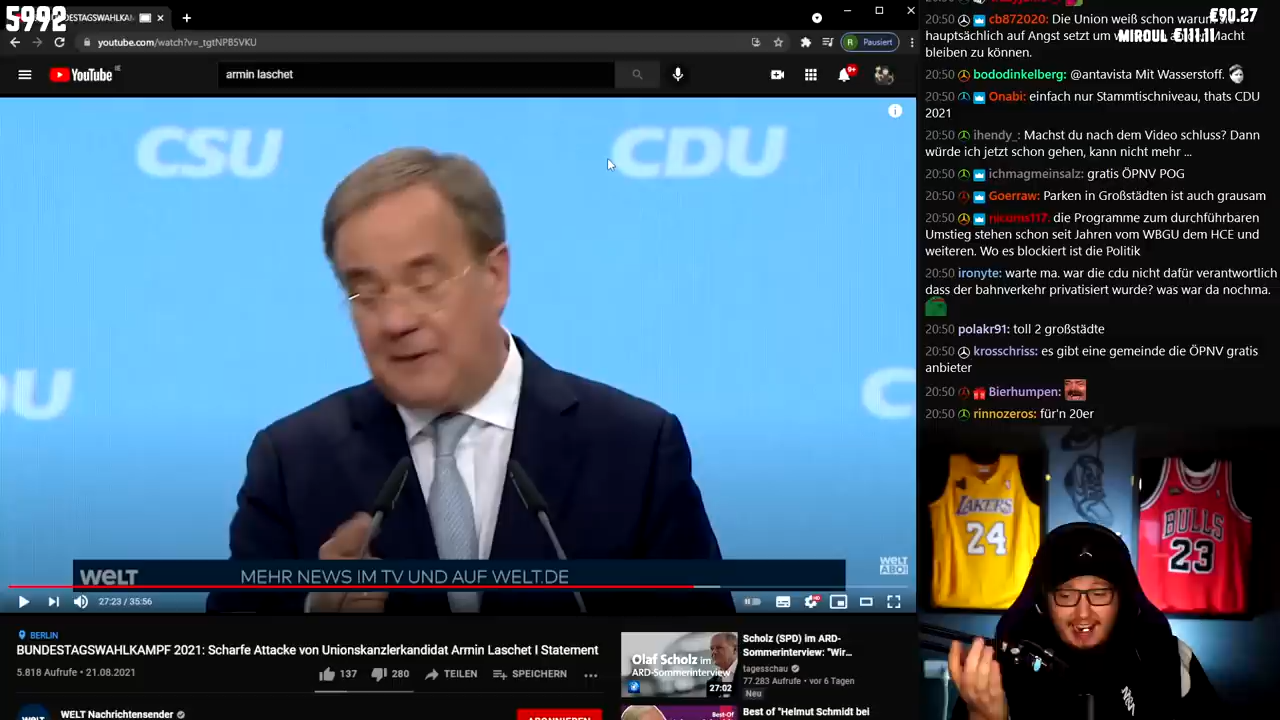 5992
BUNDESTAGSWAHLKA
youtube.com/watch?v=_tgtNPBSVKU
Pausiert
YouTube
armin laschet
9+
CSU
CDU
WELT
MEHR NEWS IM TV UND AUF WELT.DE
WELT
ABO!
27:23 / 35:56
BERLIN
BUNDESTAGSWAHLKAMPF 2021: Scharfe Attacke von Unionskanzlerkandidat Armin Laschet I Statement
5.818 Aufrufe • 21.08.2021
137
280
TEILEN
SPEICHERN
WELT Nachrichtensender
ABONNIEREN
Olaf Scholz im
ARD-Sommerinterview
27:02
Scholz (SPD) im ARD-
Sommerinterview: "Wir...
tagesschau
77.283 Aufrufe • vor 6 Tagen
Neu
Best of "Helmut Schmidt bei
€90.27
MIROUL €111.11
cb872020: Die Union weiß schon warum
hauptsächlich auf Angst setzt um
bleiben zu können.
20:50 bododinkelberg: @antavista Mit Wasserstoff.
20:50 Onabi: einfach nur Stammtischniveau, thats CDU
2021
20:50 ihendy_: Machst du nach dem Video schluss? Dann
würde ich jetzt schon gehen, kann nicht mehr ...
20:50 ichmagmeinsalz: gratis ÖPNV POG
20:50 Goerraw: Parken in Großstädten ist auch grausam
20:50 nicorns117: die Programme zum durchführbaren
Umstieg stehen schon seit Jahren vom WBGU dem HCE und
weiteren. Wo es blockiert ist die Politik
20:50 ironyte: warte ma. war die cdu nicht dafür verantwortlich
dass der bahnverkehr privatisiert wurde? was war da nochma.
20:50 polakr91: toll 2 großstädte
20:50 krosschriss: es gibt eine gemeinde die ÖPNV gratis
anbieter
20:50 Bierhumpen:
20:50 rinnozeros: für'n 20er
LAKERS
24
BULLS
23